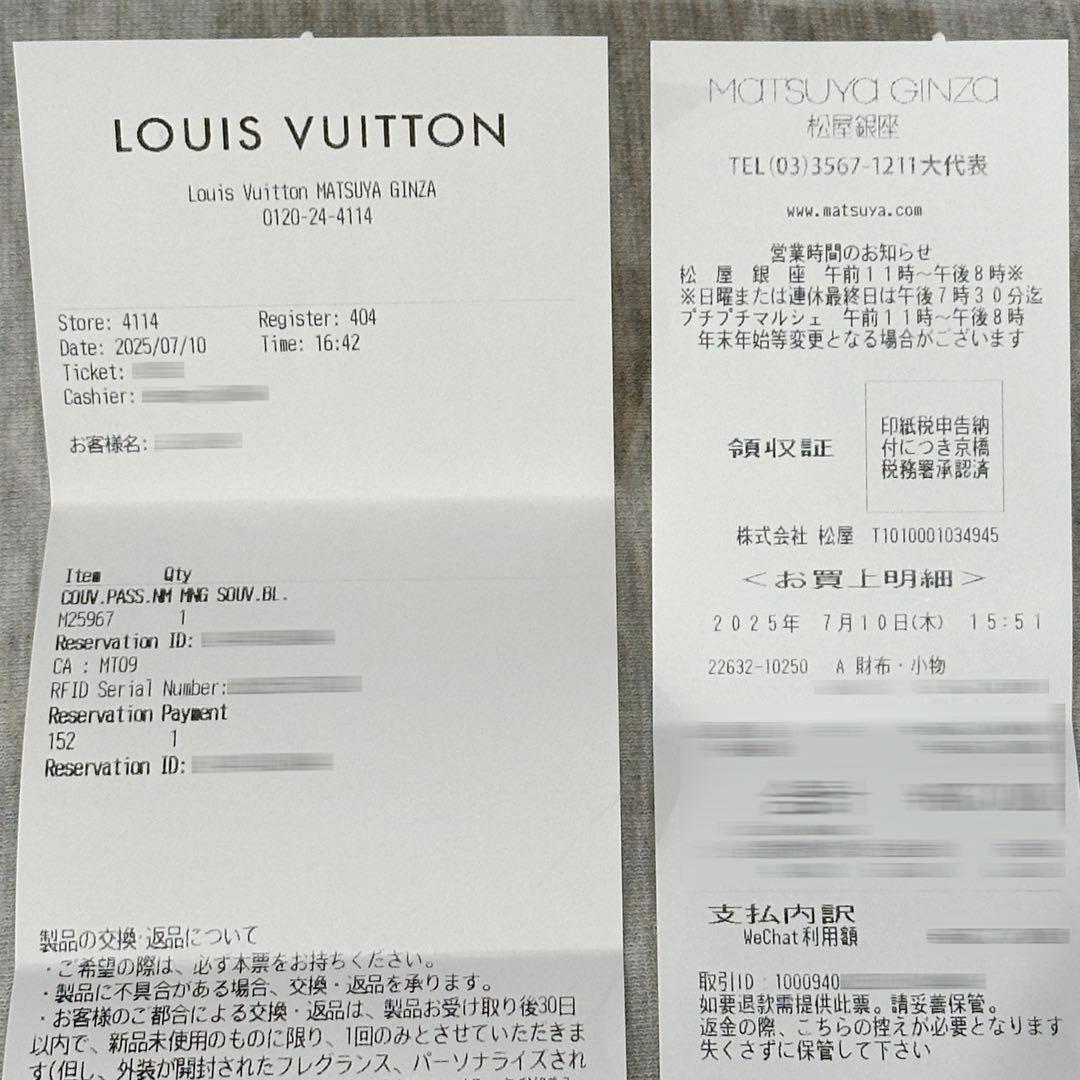 LOUIS VUITTON
Louis Vuitton MATSUYA GINZA
0120-24-4114
Store: 4114 Register: 404
Date: 2025/07/10 Time: 16:42
Ticket:
Cashier:
お客様名:
Item Qty
COUV.PASS.NM MNG SOUV.BL.
M25967 1
Reservation ID:
CA : MT09
RFID Serial Number:
Reservation Payment
152 1
Reservation ID:
製品の交換・返品について
・ご希望の際は、必ず本票をお持ちください。
・製品に不具合がある場合、交換・返品を承ります。
・お客様のご都合による交換・返品は、製品お受け取り後30日
以内で、新品未使用のものに限り、1回のみとさせていただきま
す(但し、外装が開封されたフレグランス、パーソナライズされ
MATSUYA GINZA
松屋銀座
TEL(03)3567-1211大代表
www.matsuya.com
営業時間のお知らせ
松 屋 銀 座 午前11時〜午後8時※
※日曜または連休最終日は午後7時30分迄
プチプチマルシェ 午前11時〜午後8時
年末年始等変更となる場合がございます
領収証
印紙税申告納
付につき京橋
税務署承認済
株式会社 松屋 T1010001034945
<お買上明細>
2025年 7月10日(木) 15:51
22632-10250 A 財布・小物
支払内訳
WeChat利用額
取引ID 1000940
如要退款需提供此票。請妥善保管。
返金の際、こちらの控えが必要となります
失くさずに保管して下さい